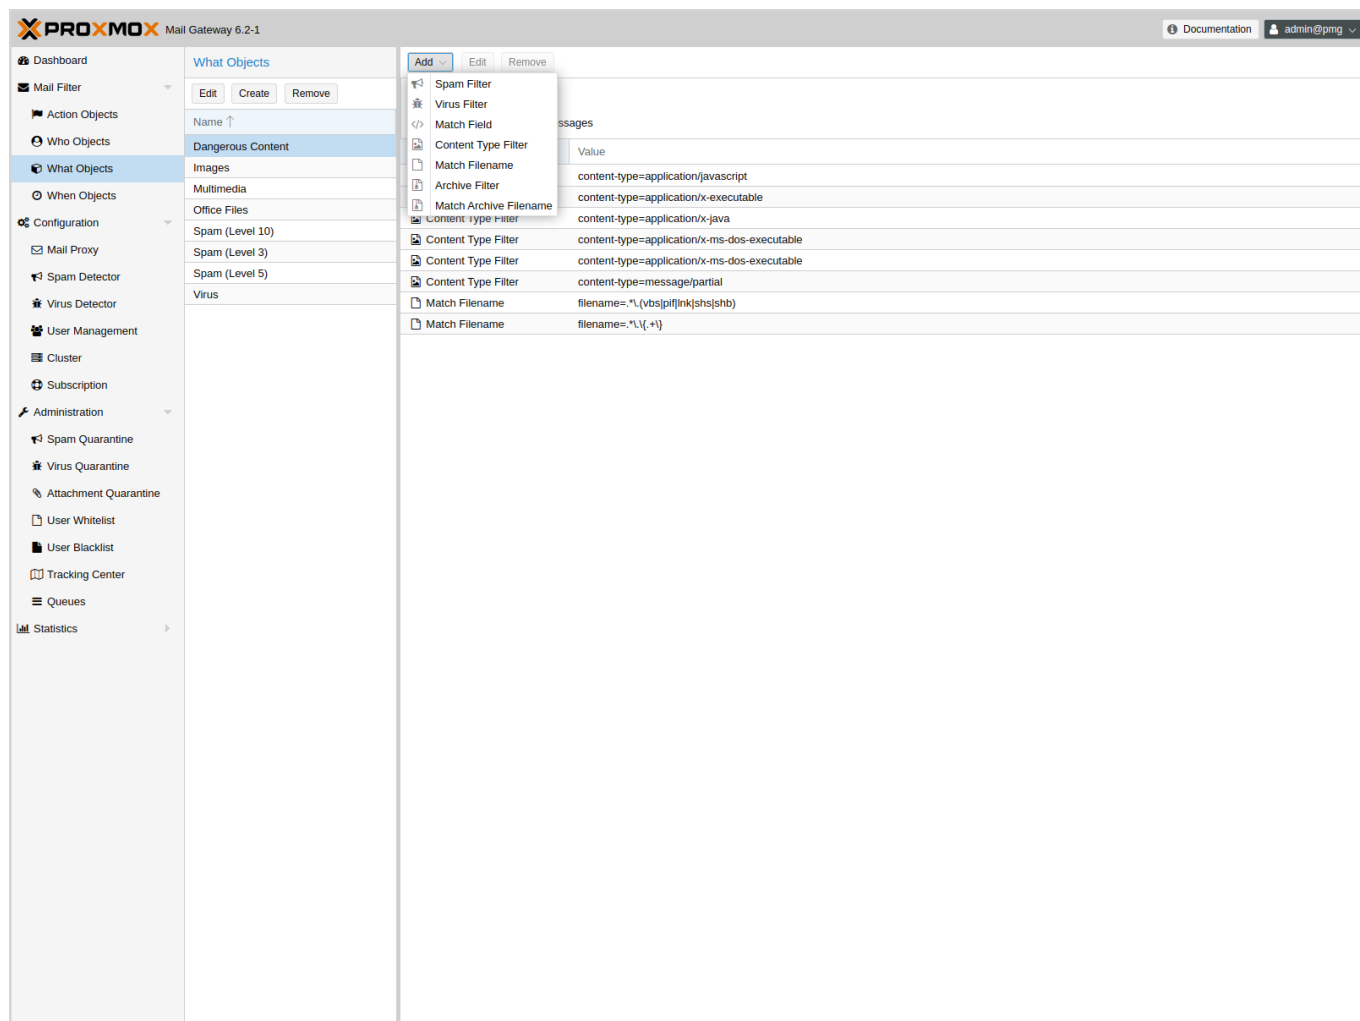 PROXMOX Mail Gateway 6.2-1
Documentation
admin@pmg
Dashboard
Mail Filter
Action Objects
Who Objects
What Objects
When Objects
Configuration
Mail Proxy
Spam Detector
Virus Detector
User Management
Cluster
Subscription
Administration
Spam Quarantine
Virus Quarantine
Attachment Quarantine
User Whitelist
User Blacklist
Tracking Center
Queues
Statistics
What Objects
Edit Create Remove
Name
Dangerous Content
Images
Multimedia
Office Files
Spam (Level 10)
Spam (Level 3)
Spam (Level 5)
Virus
Add Edit Remove
Spam Filter
Virus Filter
Match Field
Content Type Filter
Match Filename
Archive Filter
Match Archive Filename
ssages
Value
content-type=application/javascript
content-type=application/x-executable
Content Type Filter content-type=application/x-java
Content Type Filter content-type=application/x-ms-dos-executable
Content Type Filter content-type=application/x-ms-dos-executable
Content Type Filter content-type=message/partial
Match Filename filename=.*\.(vbs|pif|lnk|shs|shb)
Match Filename filename=.*\.\{.+\}